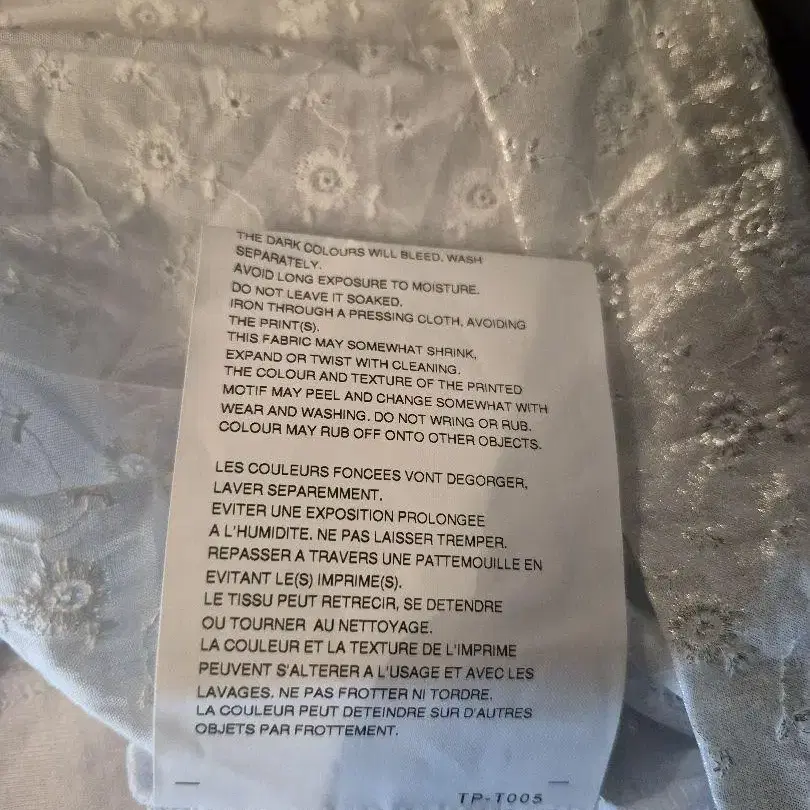 THE DARK COLOURS WILL BLEED. WASH
SEPARATELY.
AVOID LONG EXPOSURE TO MOISTURE.
DO NOT LEAVE IT SOAKED.
IRON THROUGH A PRESSING CLOTH, AVOIDING
THE PRINT(S).
THIS FABRIC MAY SOMEWHAT SHRINK,
EXPAND OR TWIST WITH CLEANING.
THE COLOUR AND TEXTURE OF THE PRINTED
MOTIF MAY PEEL AND CHANGE SOMEWHAT WITH
WEAR AND WASHING. DO NOT WRING OR RUB.
COLOUR MAY RUB OFF ONTO OTHER OBJECTS.
LES COULEURS FONCEES VONT DEGORGER,
LAVER SEPAREMMENT.
EVITER UNE EXPOSITION PROLONGEE
A L'HUMIDITE. NE PAS LAISSER TREMPER.
REPASSER A TRAVERS UNE PATTEMOUILLE EN
EVITANT LE(S) IMPRIME(S).
LE TISSU PEUT RETRECIR, SE DETENDRE
OU TOURNER AU NETTOYAGE.
LA COULEUR ET LA TEXTURE DE L'IMPRIME
PEUVENT S'ALTERER A L'USAGE ET AVEC LES
LAVAGES. NE PAS FROTTER NI TORDRE.
LA COULEUR PEUT DETEINDRE SUR D'AUTRES
OBJETS PAR FROTTEMENT.
TP-T005